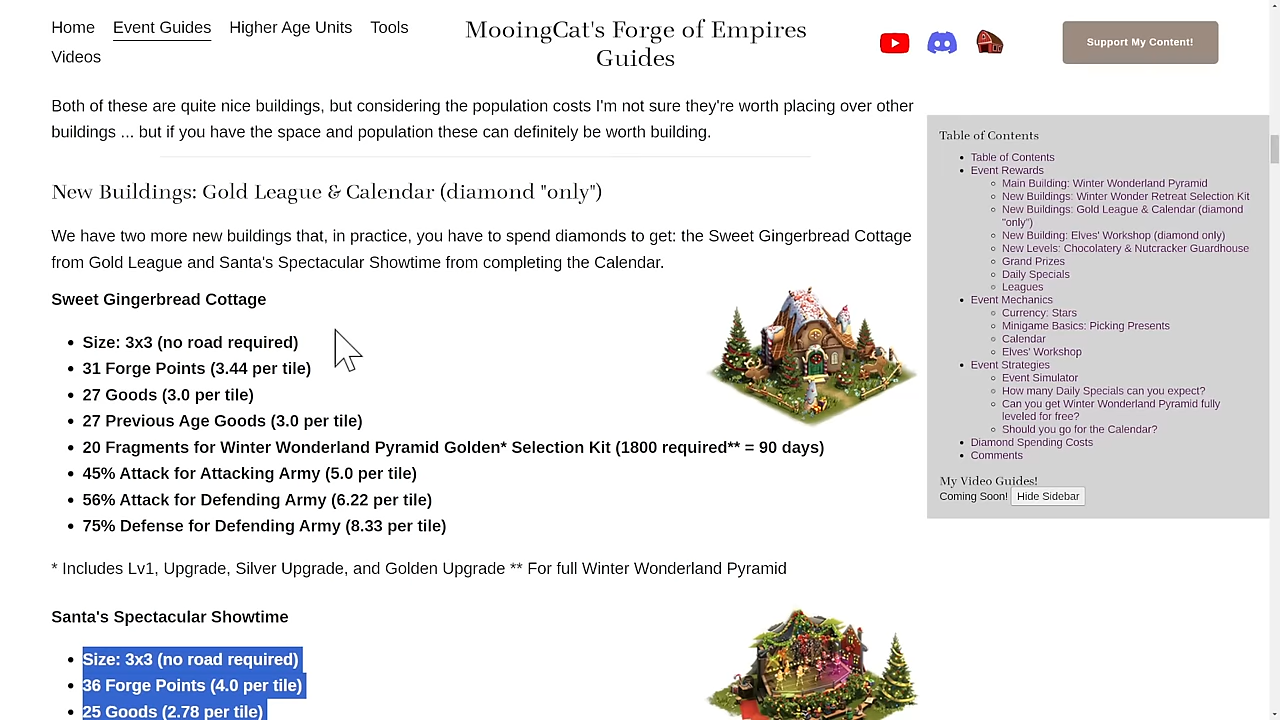 Home Event Guides Higher Age Units Tools
Videos
MooingCat's Forge of Empires
Guides
Support My Content!
Both of these are quite nice buildings, but considering the population costs I'm not sure they're worth placing over other
buildings ... but if you have the space and population these can definitely be worth building.
New Buildings: Gold League & Calendar (diamond "only")
We have two more new buildings that, in practice, you have to spend diamonds to get: the Sweet Gingerbread Cottage
from Gold League and Santa's Spectacular Showtime from completing the Calendar.
Sweet Gingerbread Cottage
Size: 3x3 (no road required)
31 Forge Points (3.44 per tile)
27 Goods (3.0 per tile)
27 Previous Age Goods (3.0 per tile)
20 Fragments for Winter Wonderland Pyramid Golden* Selection Kit (1800 required** = 90 days)
45% Attack for Attacking Army (5.0 per tile)
56% Attack for Defending Army (6.22 per tile)
75% Defense for Defending Army (8.33 per tile)
* Includes Lv1, Upgrade, Silver Upgrade, and Golden Upgrade ** For full Winter Wonderland Pyramid
Santa's Spectacular Showtime
Size: 3x3 (no road required)
36 Forge Points (4.0 per tile)
25 Goods (2.78 per tile)
Table of Contents
Table of Contents
Event Rewards
Main Building: Winter Wonderland Pyramid
New Buildings: Winter Wonder Retreat Selection Kit
New Buildings: Gold League & Calendar (diamond
"only")
New Building: Elves' Workshop (diamond only)
New Levels: Chocolatery & Nutcracker Guardhouse
Grand Prizes
Daily Specials
Leagues
Event Mechanics
Currency: Stars
Minigame Basics: Picking Presents
Calendar
Elves' Workshop
Event Strategies
Event Simulator
How many Daily Specials can you expect?
Can you get Winter Wonderland Pyramid fully
leveled for free?
Should you go for the Calendar?
Diamond Spending Costs
Comments
My Video Guides!
Coming Soon! Hide Sidebar